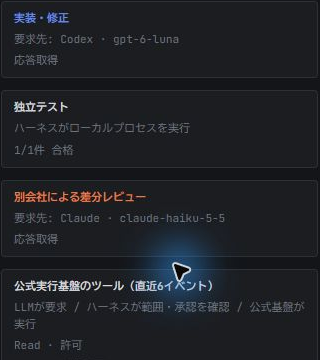 実装・修正
要求先: Codex · gpt-6-luna
応答取得
独立テスト
ハーネスがローカルプロセスを実行
1/1件 合格
別会社による差分レビュー
要求先: Claude · claude-haiku-5-5
応答取得
公式実行基盤のツール（直近6イベント）
LLMが要求 / ハーネスが範囲・承認を確認 / 公式基盤が
実行
Read · 許可